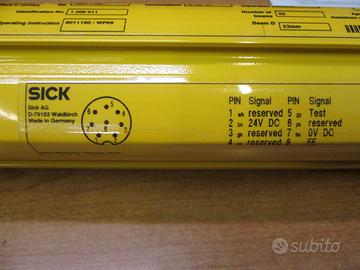 Identification No. 1 200 011
Operating instruction 8011180 / WP68
Number of
beams
Beam D 23mm
SICK
Sick AG
D-79183 Waldkirch
Made in Germany
PIN Signal PIN Signal
1 wh reserved 5 gy Test
2 bn 24V DC 6 pk reserved
3 gn reserved 7 bu 0V DC
4 reserved 8 FE
subito